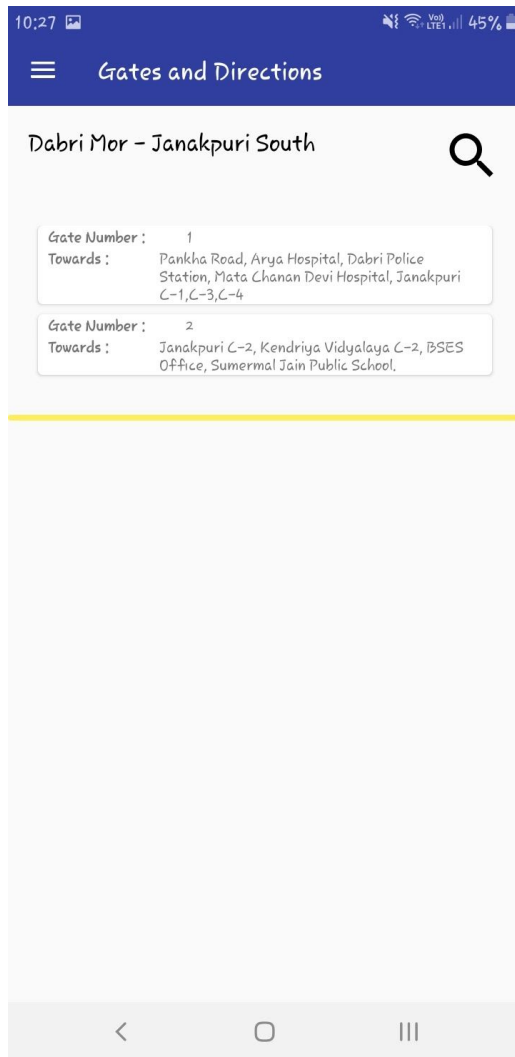 10:27 Vo)) LTE1 45%
Gates and Directions
Dabri Mor - Janakpuri South
Gate Number : 1
Towards : Pankha Road, Arya Hospital, Dabri Police
Station, Mata Chanan Devi Hospital, Janakpuri
C-1,C-3,C-4
Gate Number : 2
Towards : Janakpuri C-2, Kendriya Vidyalaya C-2, BSES
Office, Sumermal Jain Public School.